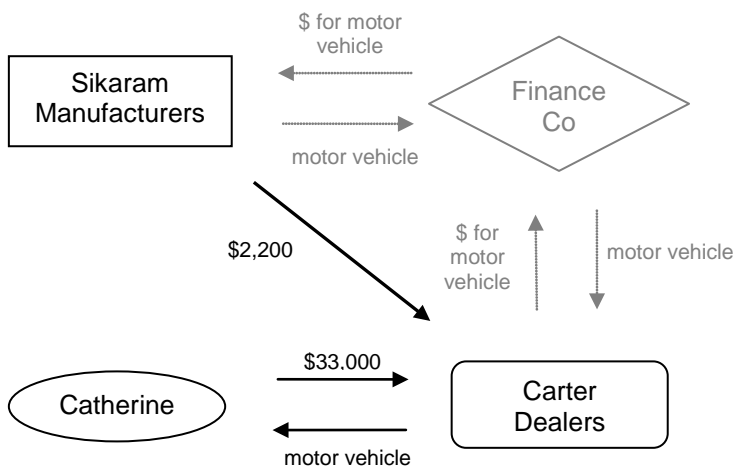 $ for motor
vehicle
Sikaram
Manufacturers
Finance
Co
motor vehicle
$2,200
$ for
motor
vehicle
motor vehicle
$33.000
Catherine
Carter
Dealers
motor vehicle